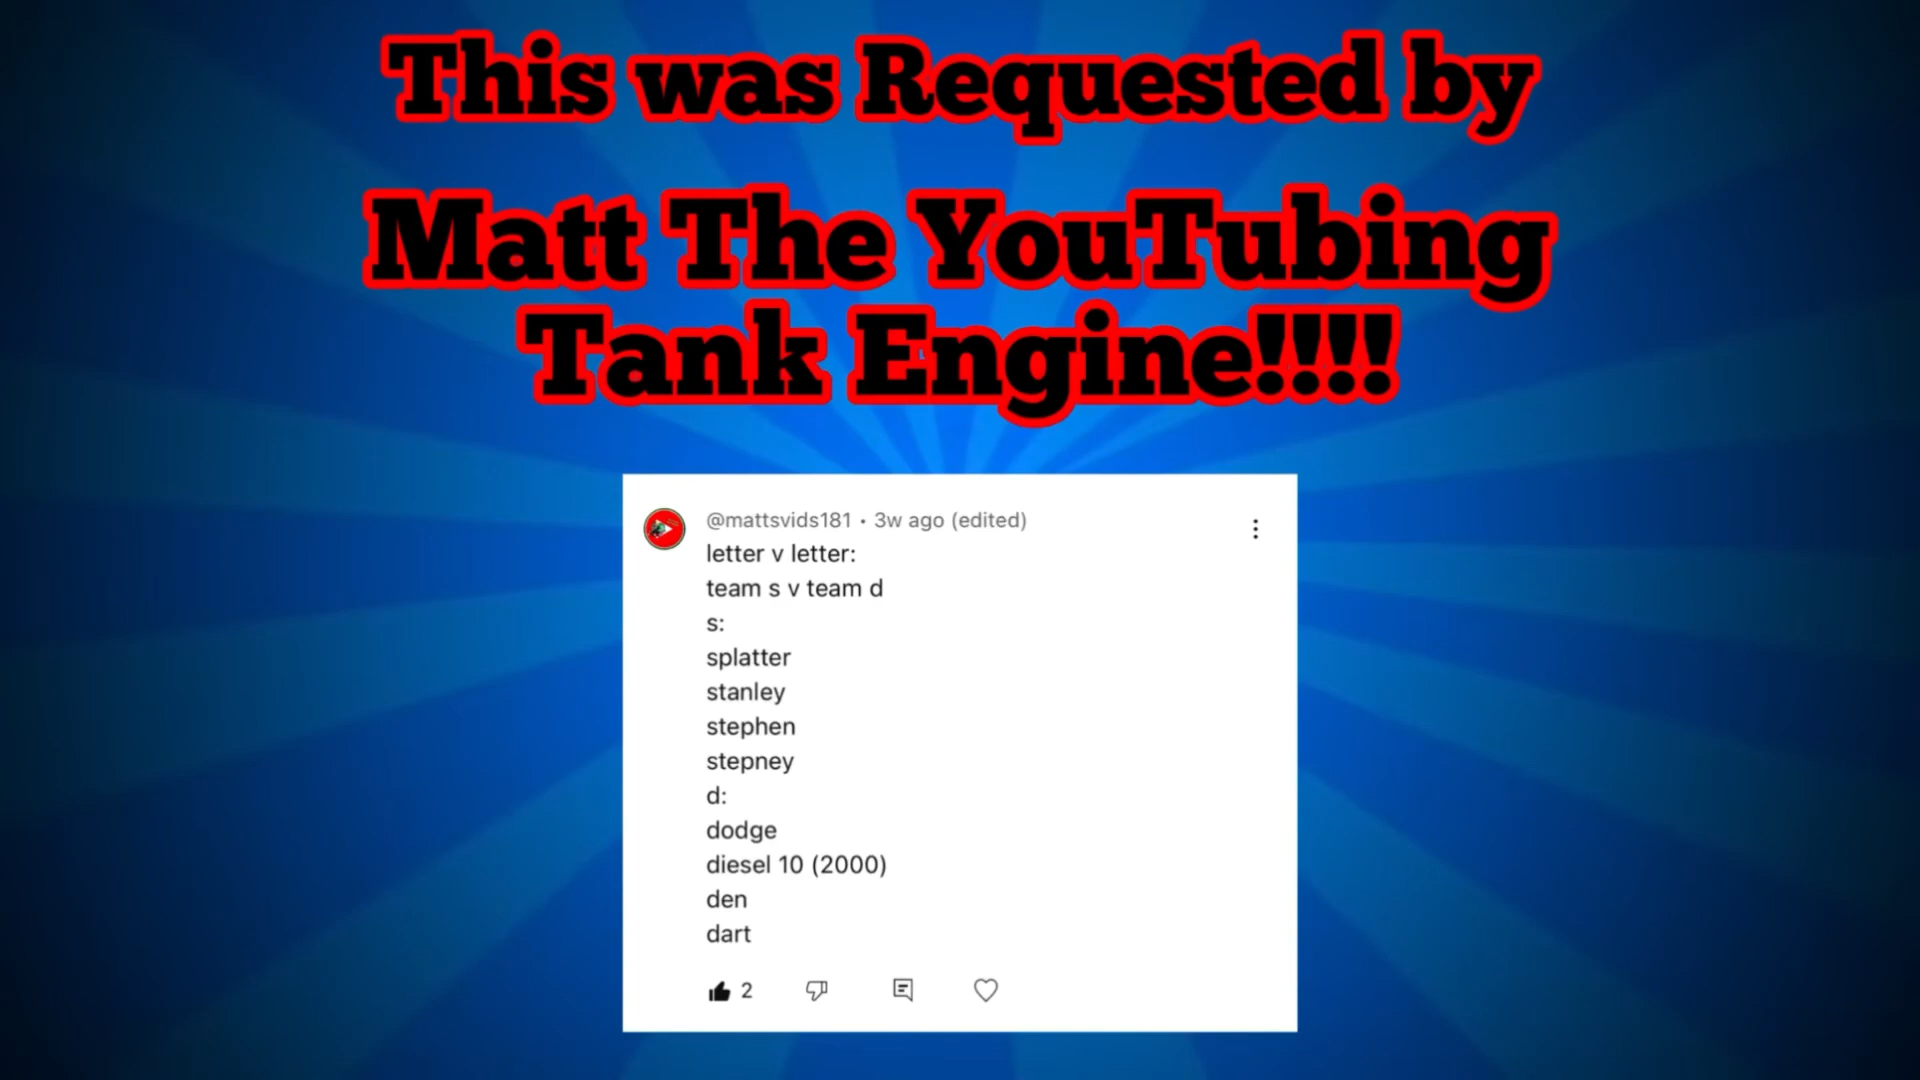 This was Requested by
Matt The YouTubing
Tank Engine!!!!
@mattsvids181 • 3w ago (edited)
letter v letter:
team s v team d
s:
splatter
stanley
stephen
stepney
d:
dodge
diesel 10 (2000)
den
dart
2